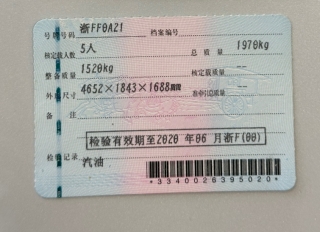 号牌号码 浙FF0A21 档案编号
核定载人数 5人 总质量 1970kg
整备质量 1520kg 核定载质量
外廓尺寸 4652×1843×1688 准牵引总质量
备注
检验有效期至2020 年06 月浙F(00)
检验记录 汽油
*3340026395020*